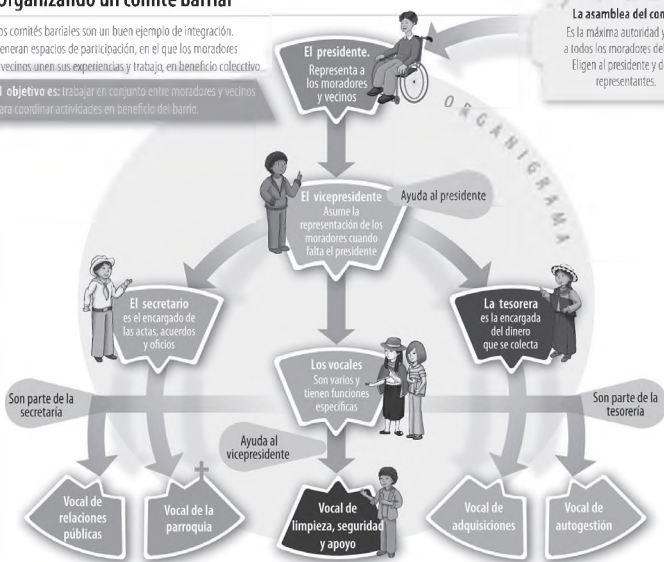 rganizando un comité barrial
os comités barriales son un buen ejemplo de integración.
eneran espacios de participación, en el que los moradores
vecinos unen sus experiencias y trabajo, en beneficio colectivo
objetivo es: trabajar en conjunto entre moradores y vecinos
ara coordinar actividades en beneficio del barrio.
El presidente.
Representa a
los moradores
y vecinos
La asamblea del com
Es la máxima autoridad y
a todos los moradores del
Eligen al presidente y de
representantes.
ORGANIGRAMA
El vicepresidente
Asume la
representación de los
moradores cuando
falta el presidente
Ayuda al presidente
El secretario
es el encargado de
las actas, acuerdos
y oficios
La tesorera
es la encargada
del dinero
que se colecta
Los vocales
Son varios y
tienen funciones
específicas
Son parte de la
secretaría
Son parte de la
tesorería
Ayuda al
vicepresidente
Vocal de
relaciones
públicas
Vocal de la
parroquia
Vocal de
limpieza, seguridad
y apoyo
Vocal de
adquisiciones
Vocal de
autogestión